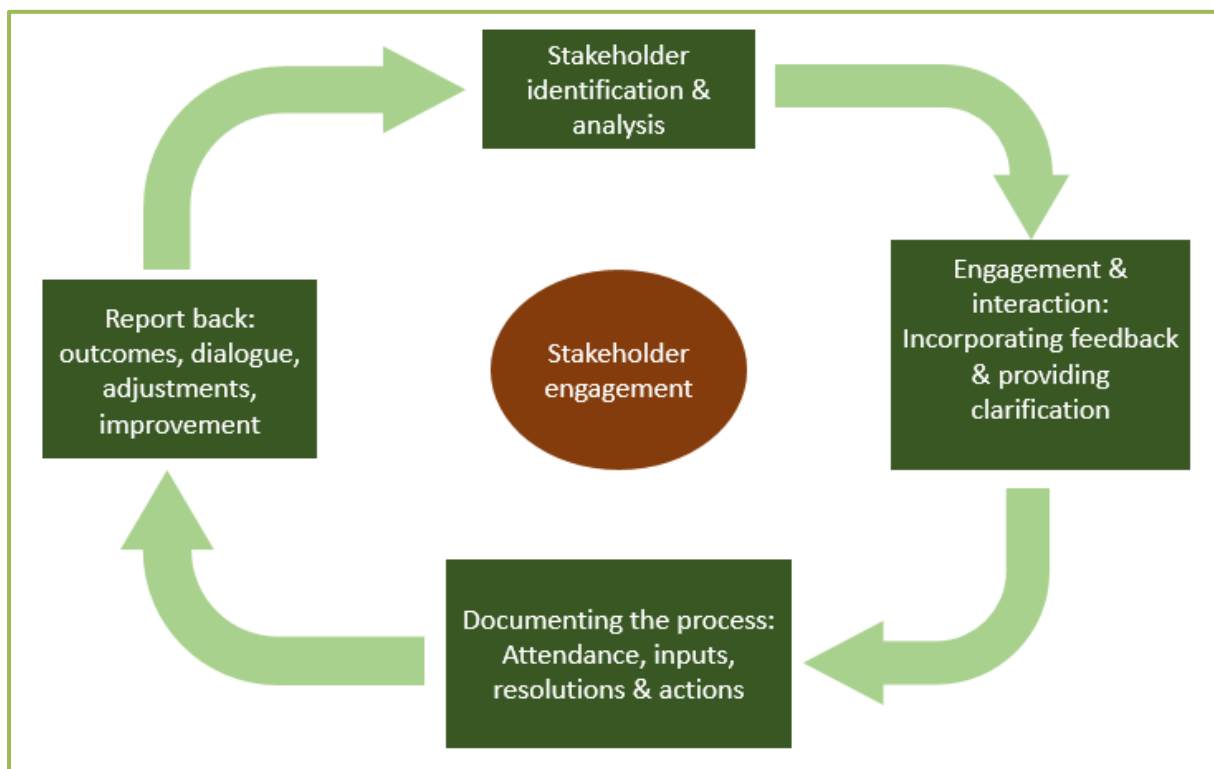 Stakeholder
identification &
analysis
Engagement &
interaction:
Incorporating feedback
& providing
clarification
Documenting the process:
Attendance, inputs,
resolutions & actions
Report back:
outcomes, dialogue,
adjustments,
improvement
Stakeholder
engagement